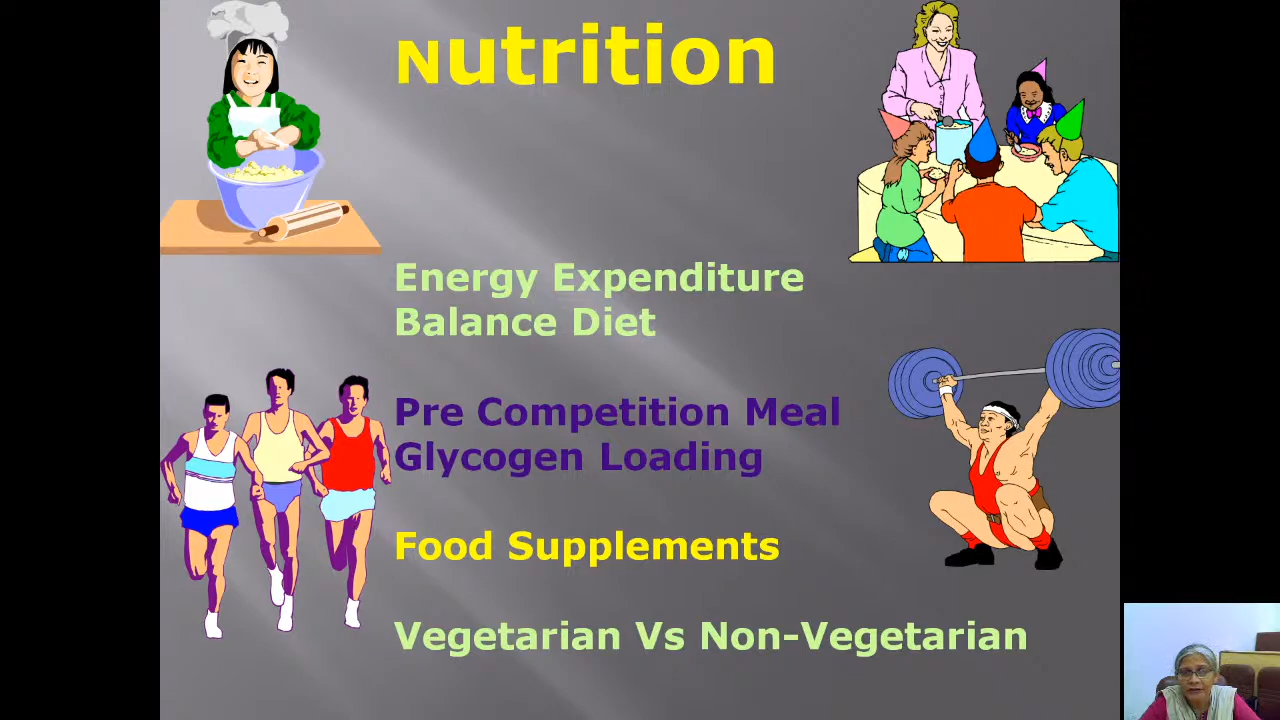 Nutrition
Energy Expenditure
Balance Diet
Pre Competition Meal
Glycogen Loading
Food Supplements
Vegetarian Vs Non-Vegetarian